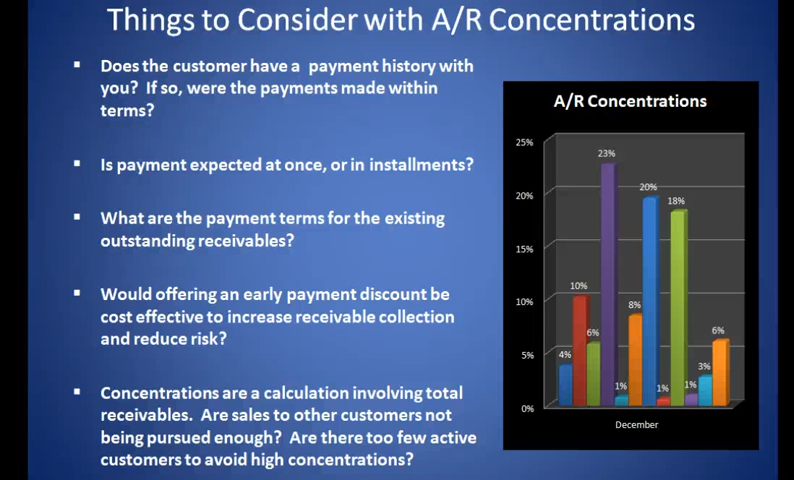 Things to Consider with A/R Concentrations
▪ Does the customer have a payment history with
you? If so, were the payments made within
terms?
▪ Is payment expected at once, or in installments?
▪ What are the payment terms for the existing
outstanding receivables?
▪ Would offering an early payment discount be
cost effective to increase receivable collection
and reduce risk?
▪ Concentrations are a calculation involving total
receivables. Are sales to other customers not
being pursued enough? Are there too few active
customers to avoid high concentrations?
A/R Concentrations
25%
20%
15%
10%
5%
0%
4%
10%
6%
23%
1%
8%
20%
1%
18%
1%
3%
6%
December